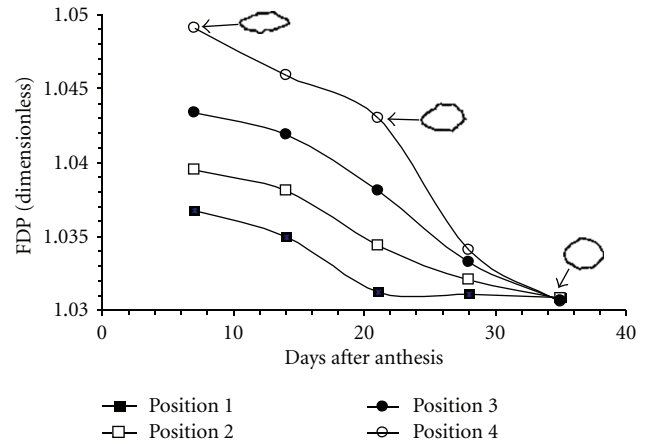 1.05
1.045
1.04
1.035
1.03
FDP (dimensionless)
0 10 20 30 40
Days after anthesis
Position 1 Position 3
Position 2 Position 4